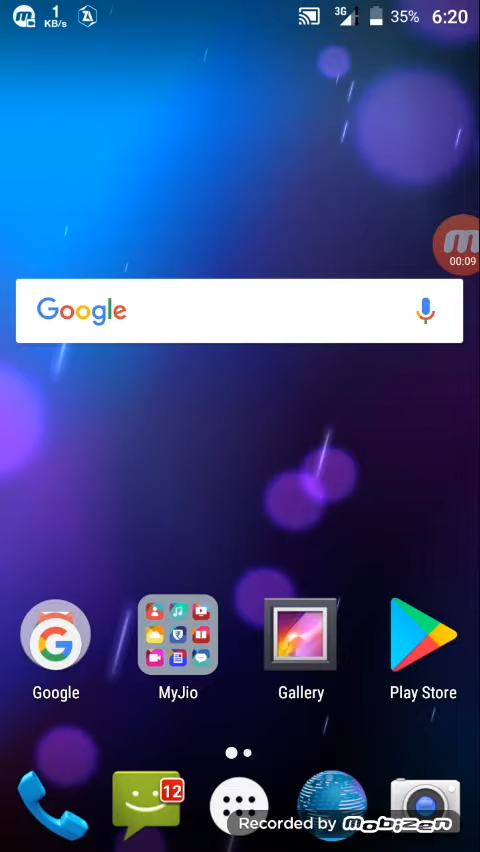 1
KB/s
3G
35%
6:20
00:09
Google
Google
MyJio
Gallery
Play Store
12
Recorded by MOBIZEN